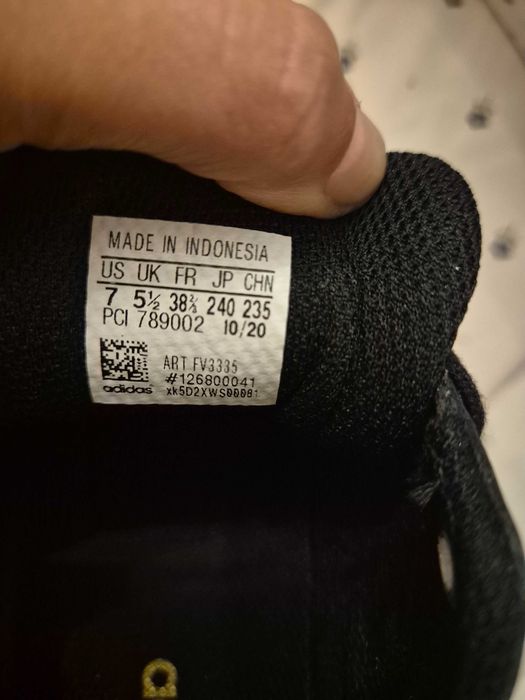 MADE IN INDONESIA
US UK FR JP CHN
7 5½ 38⅔ 240 235
PCI 789002 10/20
ART FV3335
#126800041
xk5D2XWS00081
adidas